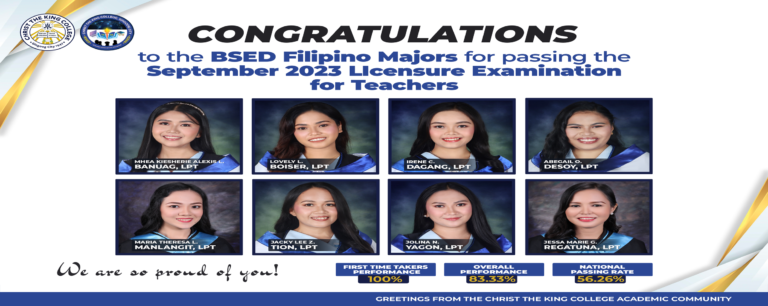 CHRIST THE KING COLLEGE
CONGRATULATIONS
to the BSED Filipino Majors for passing the
September 2023 Licensure Examination
for Teachers
MHEA KIESHERIE ALEXIS L.
BANUAG, LPT
LOVELY L.
BOISER, LPT
IRENE C.
DAGANG, LPT
ABEGAIL O.
DESOY, LPT
MARIA THERESA L.
MANLANGIT, LPT
JACKY LEE Z.
TION, LPT
JOLINA N.
YAGON, LPT
JESSA MARIE G.
REGATUNA, LPT
We are so proud of you!
FIRST TIME TAKERS
PERFORMANCE
100%
OVERALL
PERFORMANCE
83.33%
NATIONAL
PASSING RATE
56.26%
GREETINGS FROM THE CHRIST THE KING COLLEGE ACADEMIC COMMUNITY